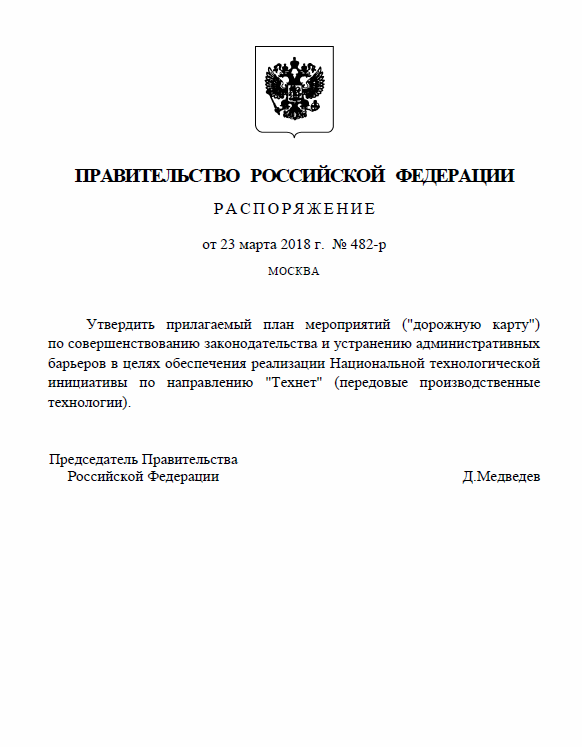 ПРАВИТЕЛЬСТВО РОССИЙСКОЙ ФЕДЕРАЦИИ
РАСПОРЯЖЕНИЕ
от 23 марта 2018 г. № 482-р
МОСКВА
Утвердить прилагаемый план мероприятий ("дорожную карту")
по совершенствованию законодательства и устранению административных
барьеров в целях обеспечения реализации Национальной технологической
инициативы по направлению "Технет" (передовые производственные
технологии).
Председатель Правительства
Российской Федерации Д.Медведев